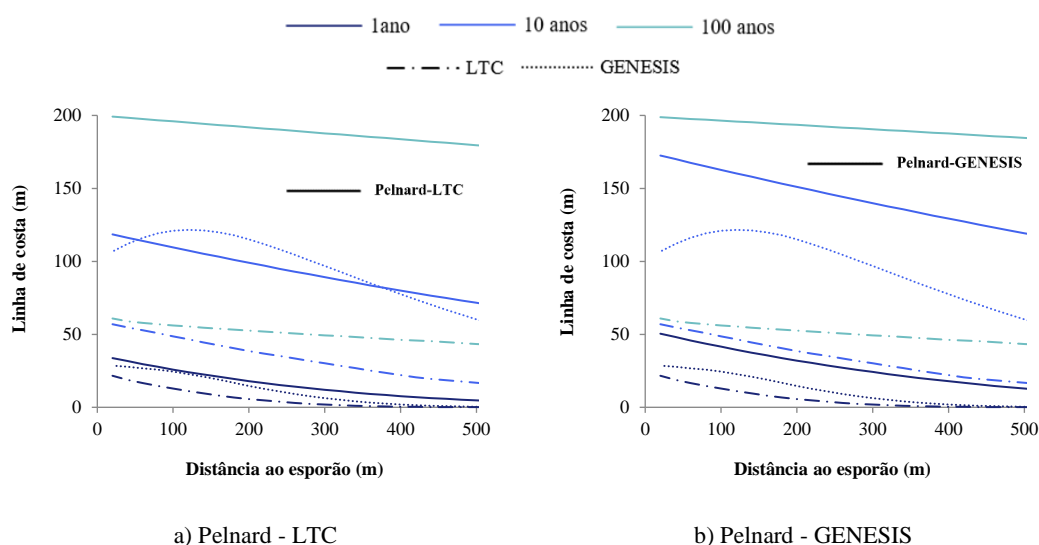 1ano
10 anos
100 anos
LTC
GENESIS
Linha de costa (m)
200
150
100
50
0
Pelnard-LTC
0 100 200 300 400 500
Distância ao esporão (m)
a) Pelnard - LTC
Linha de costa (m)
200
150
100
50
0
Pelnard-GENESIS
0 100 200 300 400 500
Distância ao esporão (m)
b) Pelnard - GENESIS